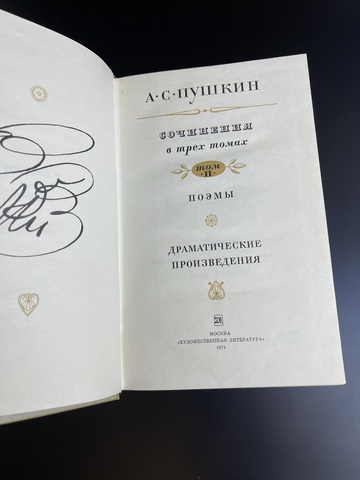 А·С·ПУШКИН
СОЧИНЕНИЯ
в трех томах
том
·II·
ПОЭМЫ
ДРАМАТИЧЕСКИЕ
ПРОИЗВЕДЕНИЯ
МОСКВА
«ХУДОЖЕСТВЕННАЯ ЛИТЕРАТУРА»
1974